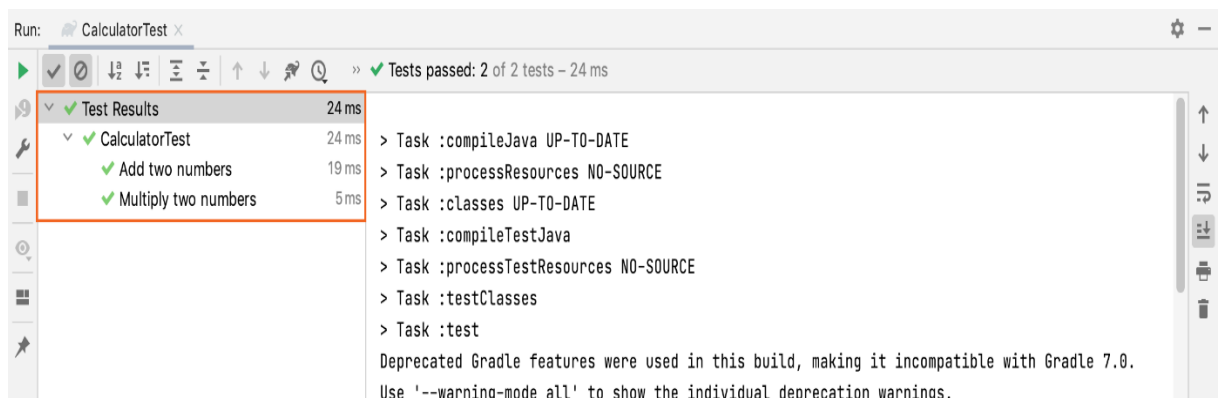 Run: CalculatorTest
Tests passed: 2 of 2 tests – 24 ms
Test Results 24 ms
CalculatorTest 24 ms
Add two numbers 19 ms
Multiply two numbers 5 ms
> Task :compileJava UP-TO-DATE
> Task :processResources NO-SOURCE
> Task :classes UP-TO-DATE
> Task :compileTestJava
> Task :processTestResources NO-SOURCE
> Task :testClasses
> Task :test
Deprecated Gradle features were used in this build, making it incompatible with Gradle 7.0.
Use '--warning-mode all' to show the individual deprecation warnings.